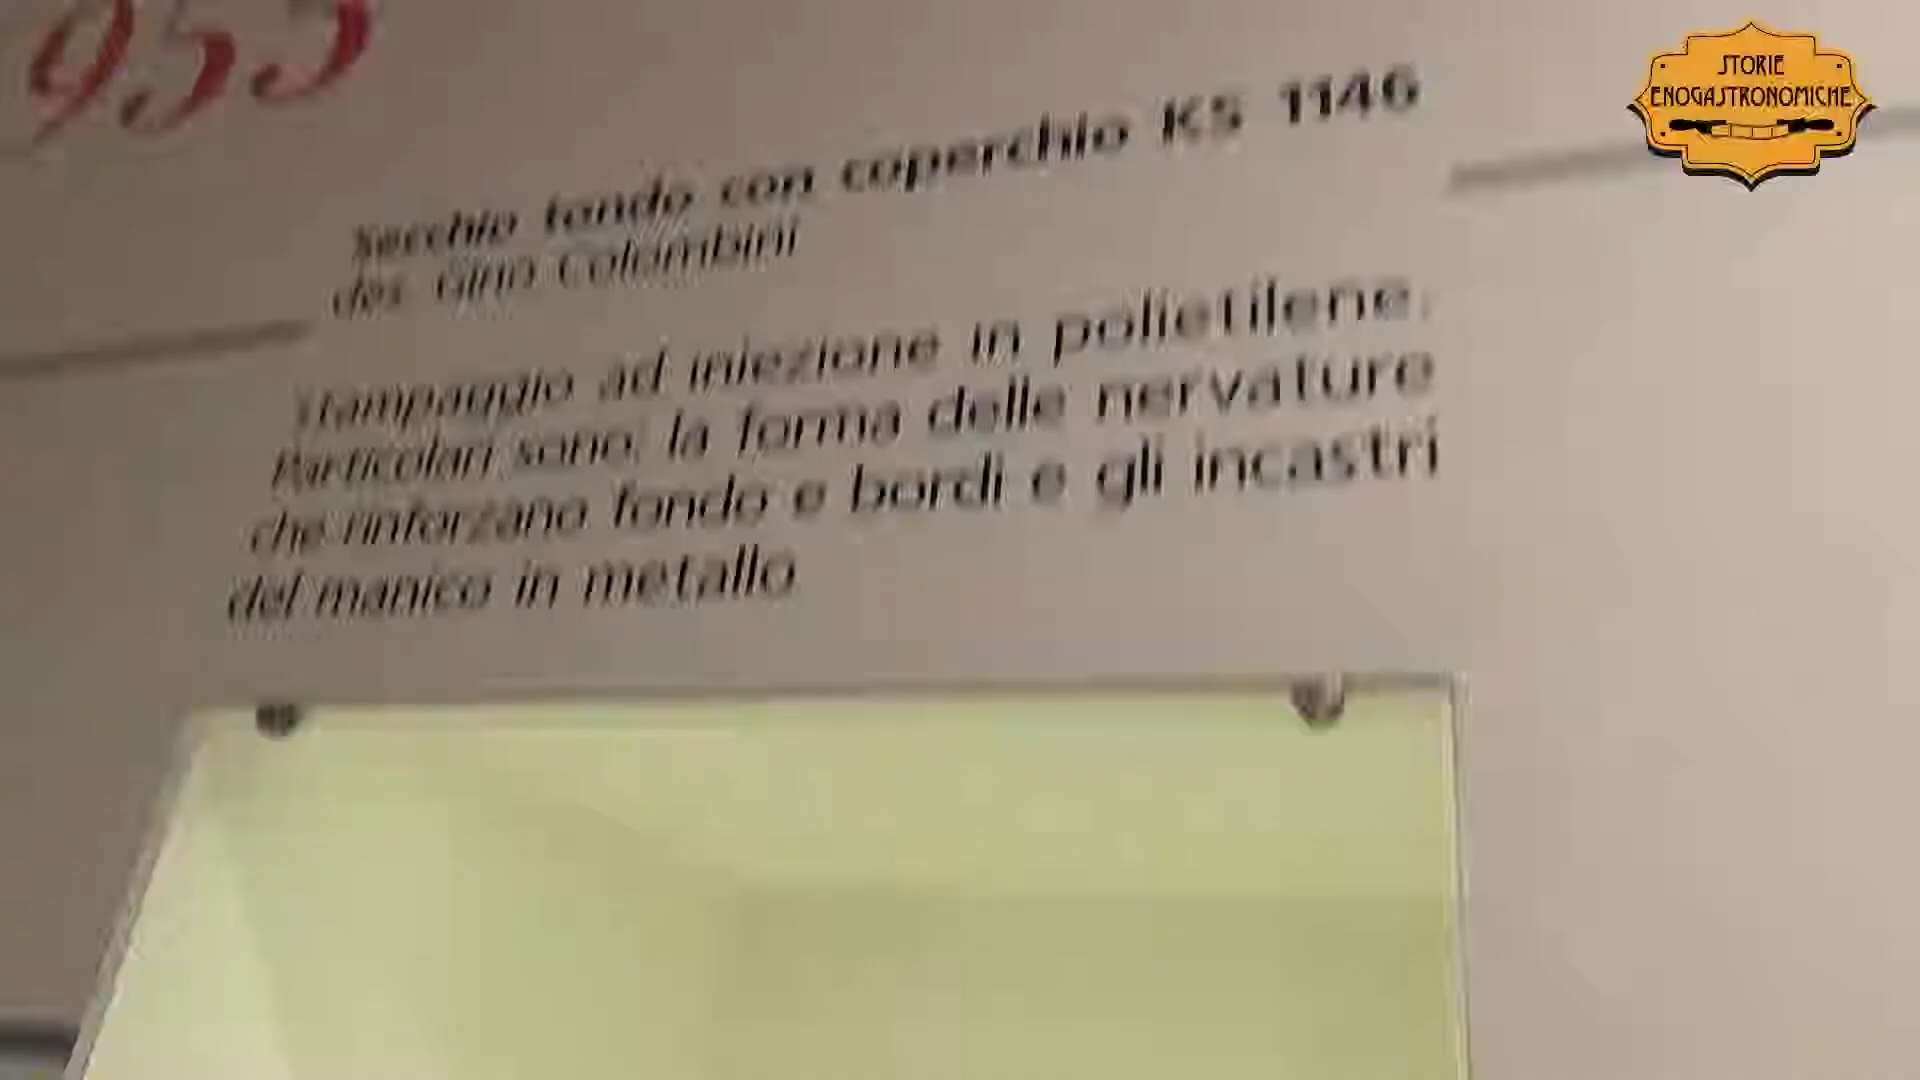 953
Secchio tondo con coperchio KS 1146
des. Gino Colombini
Stampaggio ad iniezione in polietilene.
Particolari sono: la forma delle nervature
che rinforzano fondo e bordi e gli incastri
del manico in metallo
STORIE
ENOGASTRONOMICHE